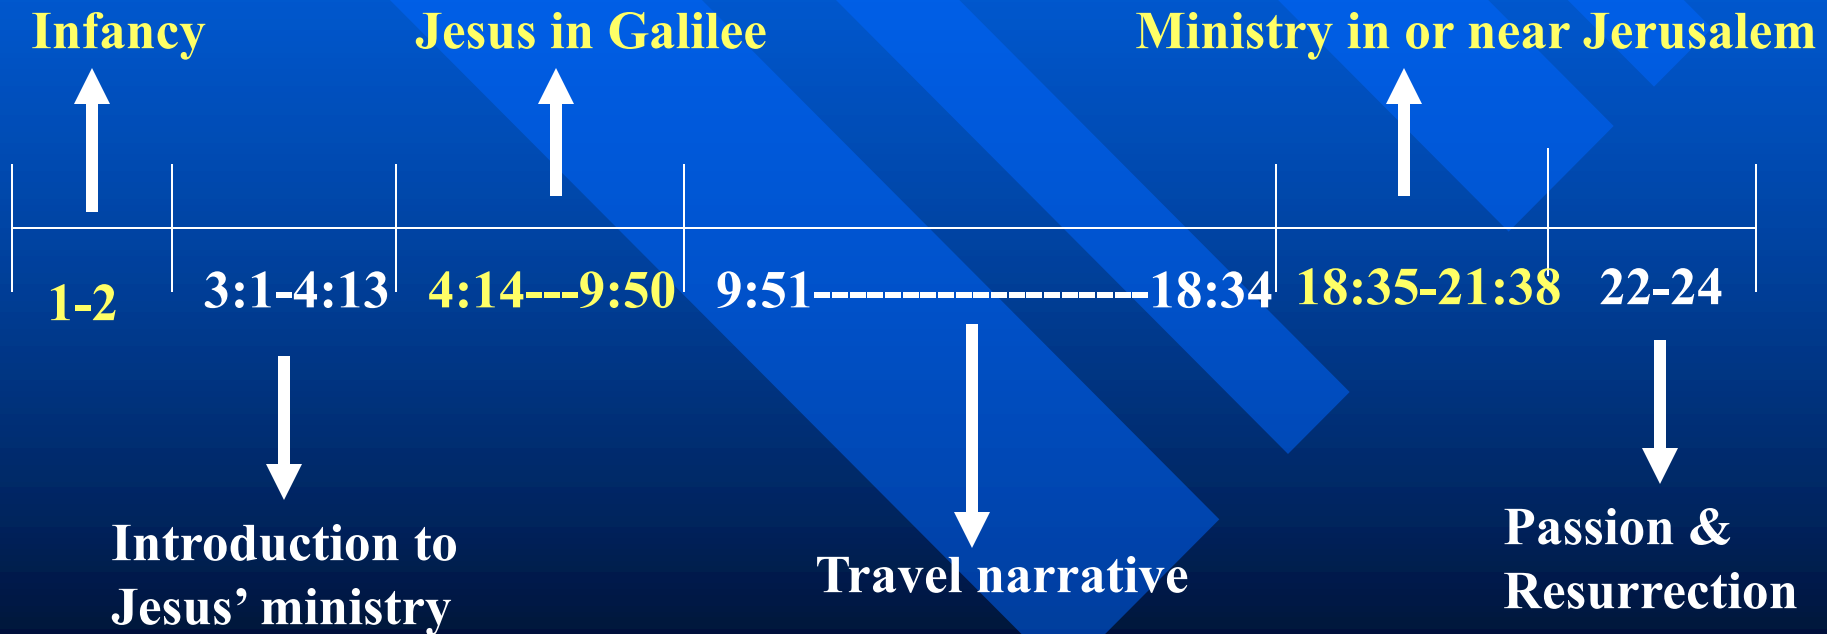 Infancy
Jesus in Galilee
Ministry in or near Jerusalem
1-2
3:1-4:13
4:14---9:50
9:51-------------------18:34
18:35-21:38
22-24
Introduction to
Jesus’ ministry
Travel narrative
Passion &
Resurrection